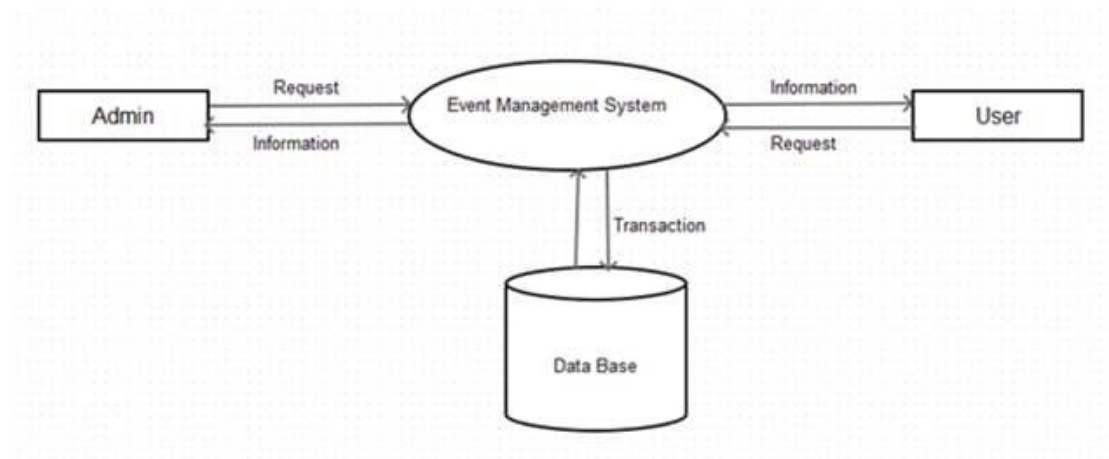 Request
Information
Admin
Event Management System
User
Information
Request
Transaction
Data Base